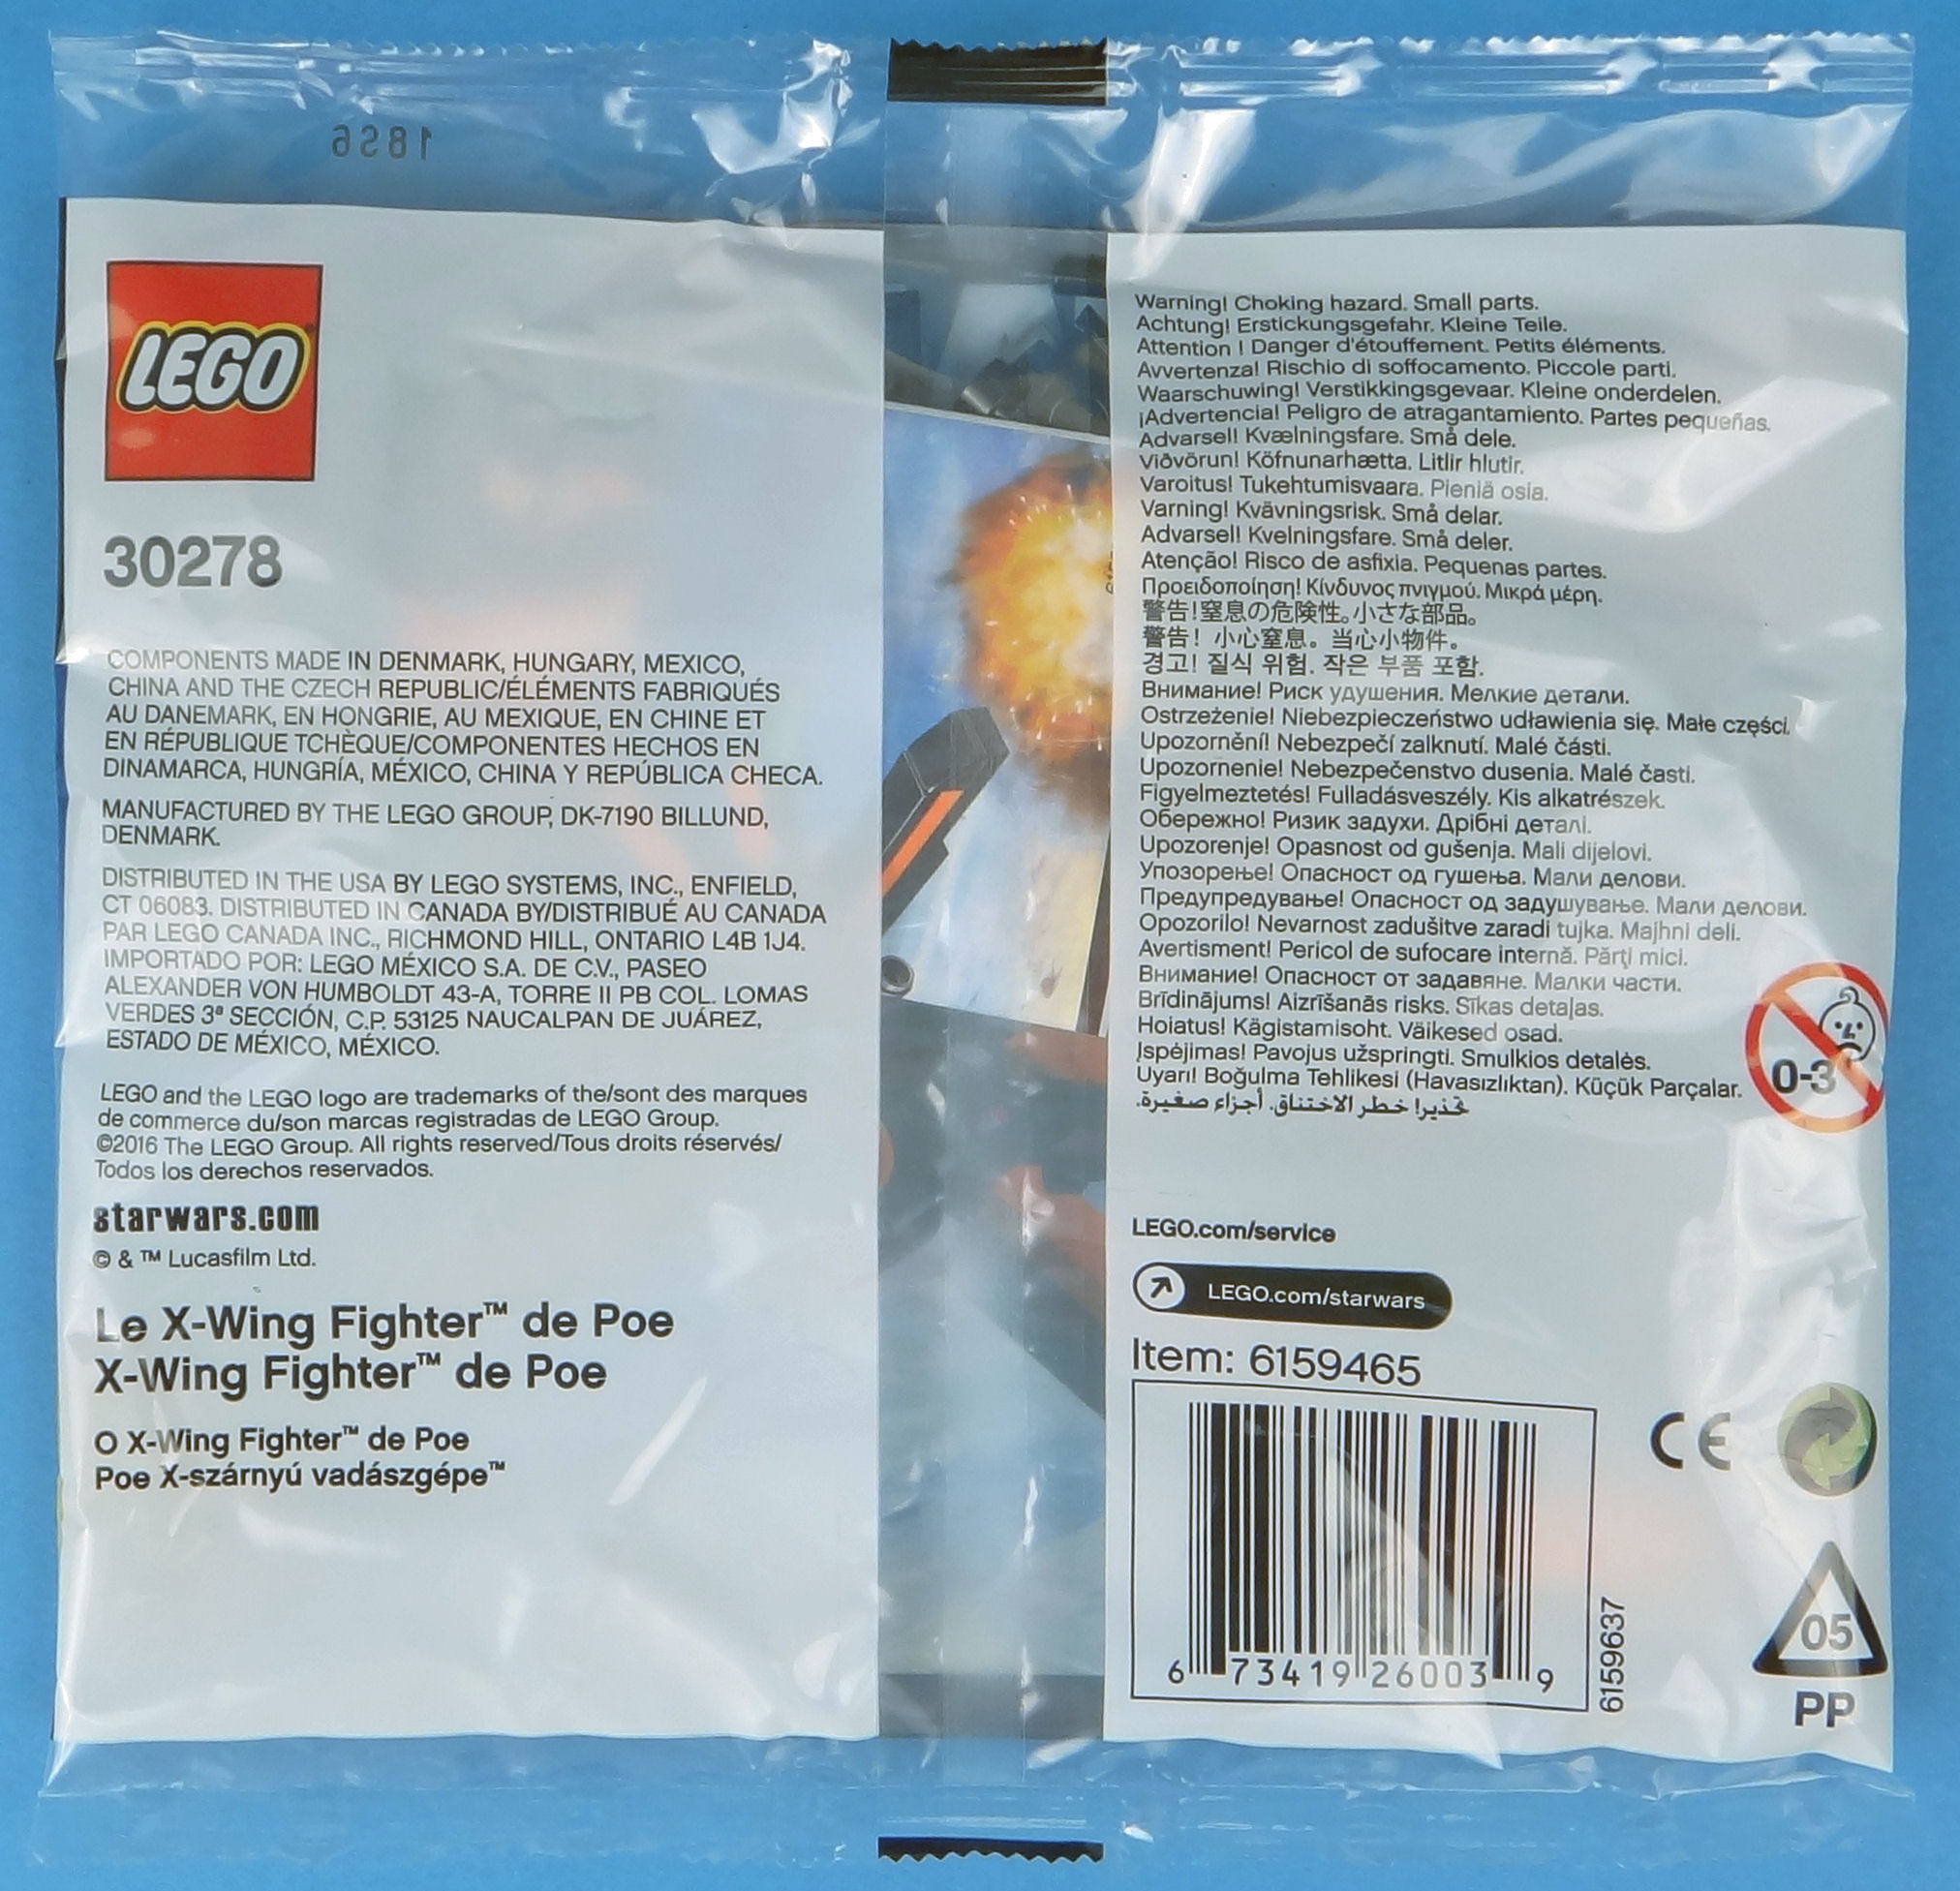 18S6
LEGO
30278
COMPONENTS MADE IN DENMARK, HUNGARY, MEXICO,
CHINA AND THE CZECH REPUBLIC/ÉLÉMENTS FABRIQUÉS
AU DANEMARK, EN HONGRIE, AU MEXIQUE, EN CHINE ET
EN RÉPUBLIQUE TCHÈQUE/COMPONENTES HECHOS EN
DINAMARCA, HUNGRÍA, MÉXICO, CHINA Y REPÚBLICA CHECA.
MANUFACTURED BY THE LEGO GROUP, DK-7190 BILLUND,
DENMARK.
DISTRIBUTED IN THE USA BY LEGO SYSTEMS, INC., ENFIELD,
CT 06083. DISTRIBUTED IN CANADA BY/DISTRIBUÉ AU CANADA
PAR LEGO CANADA INC., RICHMOND HILL, ONTARIO L4B 1J4.
IMPORTADO POR: LEGO MÉXICO S.A. DE C.V., PASEO
ALEXANDER VON HUMBOLDT 43-A, TORRE II PB COL. LOMAS
VERDES 3ª SECCIÓN, C.P. 53125 NAUCALPAN DE JUÁREZ,
ESTADO DE MÉXICO, MÉXICO.
LEGO and the LEGO logo are trademarks of the/sont des marques
de commerce du/son marcas registradas de LEGO Group.
©2016 The LEGO Group. All rights reserved/Tous droits réservés/
Todos los derechos reservados.
starwars.com
© & ™ Lucasfilm Ltd.
Le X-Wing Fighter™ de Poe
X-Wing Fighter™ de Poe
O X-Wing Fighter™ de Poe
Poe X-szárnyú vadászgépe™
Warning! Choking hazard. Small parts.
Achtung! Erstickungsgefahr. Kleine Teile.
Attention ! Danger d'étouffement. Petits éléments.
Avvertenza! Rischio di soffocamento. Piccole parti.
Waarschuwing! Verstikkingsgevaar. Kleine onderdelen.
¡Advertencia! Peligro de atragantamiento. Partes pequeñas.
Advarsel! Kvælningsfare. Små dele.
Viðvörun! Köfnunarhætta. Litlir hlutir.
Varoitus! Tukehtumisvaara. Pieniä osia.
Varning! Kvävningsrisk. Små delar.
Advarsel! Kvelningsfare. Små deler.
Atenção! Risco de asfixia. Pequenas partes.
Προειδοποίηση! Κίνδυνος πνιγμού. Μικρά μέρη.
警告!窒息の危険性。小さな部品。
警告! 小心窒息。当心小物件。
경고! 질식 위험. 작은 부품 포함.
Внимание! Риск удушения. Мелкие детали.
Ostrzeżenie! Niebezpieczeństwo udławienia się. Małe części.
Upozornění! Nebezpečí zalknutí. Malé části.
Upozornenie! Nebezpečenstvo dusenia. Malé časti.
Figyelmeztetés! Fulladásveszély. Kis alkatrészek.
Обережно! Ризик задухи. Дрібні деталі.
Upozorenje! Opasnost od gušenja. Mali dijelovi.
Упозорење! Опасност од гушења. Мали делови.
Предупредување! Опасност од задушување. Мали делови.
Opozorilo! Nevarnost zadušitve zaradi tujka. Majhni deli.
Avertisment! Pericol de sufocare internă. Părți mici.
Внимание! Опасност от задавяне. Малки части.
Brīdinājums! Aizrīšanās risks. Sīkas detaļas.
Hoiatus! Kägistamisoht. Väikesed osad.
Įspėjimas! Pavojus užspringti. Smulkios detalės.
Uyarı! Boğulma Tehlikesi (Havasızlıktan). Küçük Parçalar.
تحذير! خطر الاختناق. أجزاء صغيرة.
0-3
LEGO.com/service
LEGO.com/starwars
Item: 6159465
6 73419 26003 9
6159637
CE
05
PP